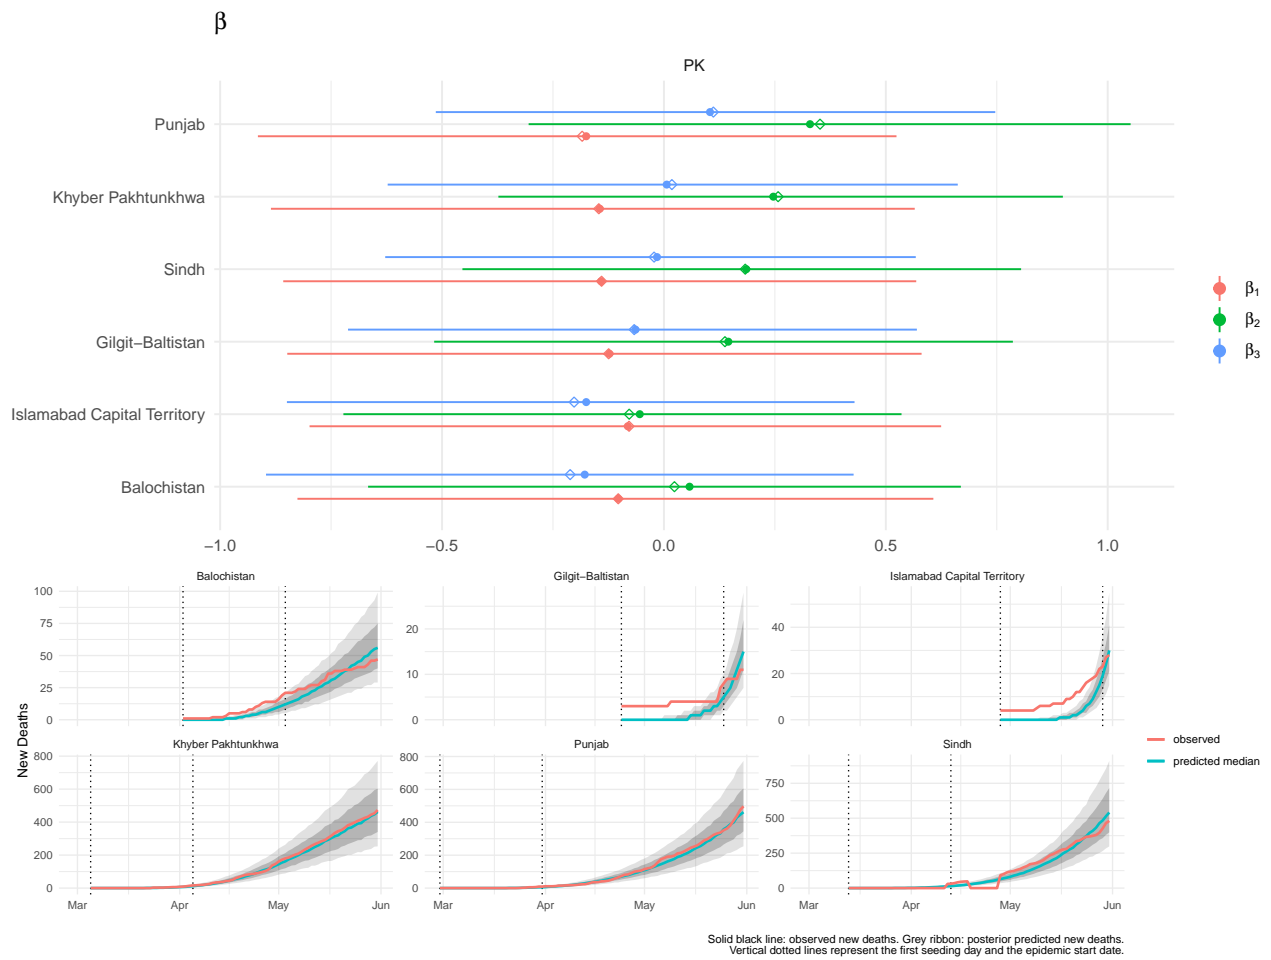 β
PK
Punjab
Khyber Pakhtunkhwa
Sindh
Gilgit−Baltistan
Islamabad Capital Territory
Balochistan
−1.0 −0.5 0.0 0.5 1.0
β1
β2
β3
Balochistan Gilgit−Baltistan Islamabad Capital Territory
100
75
50
25
0
20
10
0
40
20
0
New Deaths
Khyber Pakhtunkhwa Punjab Sindh
800
600
400
200
0
800
600
400
200
0
750
500
250
0
Mar Apr May Jun Mar Apr May Jun Mar Apr May Jun
observed
predicted median
Solid black line: observed new deaths. Grey ribbon: posterior predicted new deaths.
Vertical dotted lines represent the first seeding day and the epidemic start date.